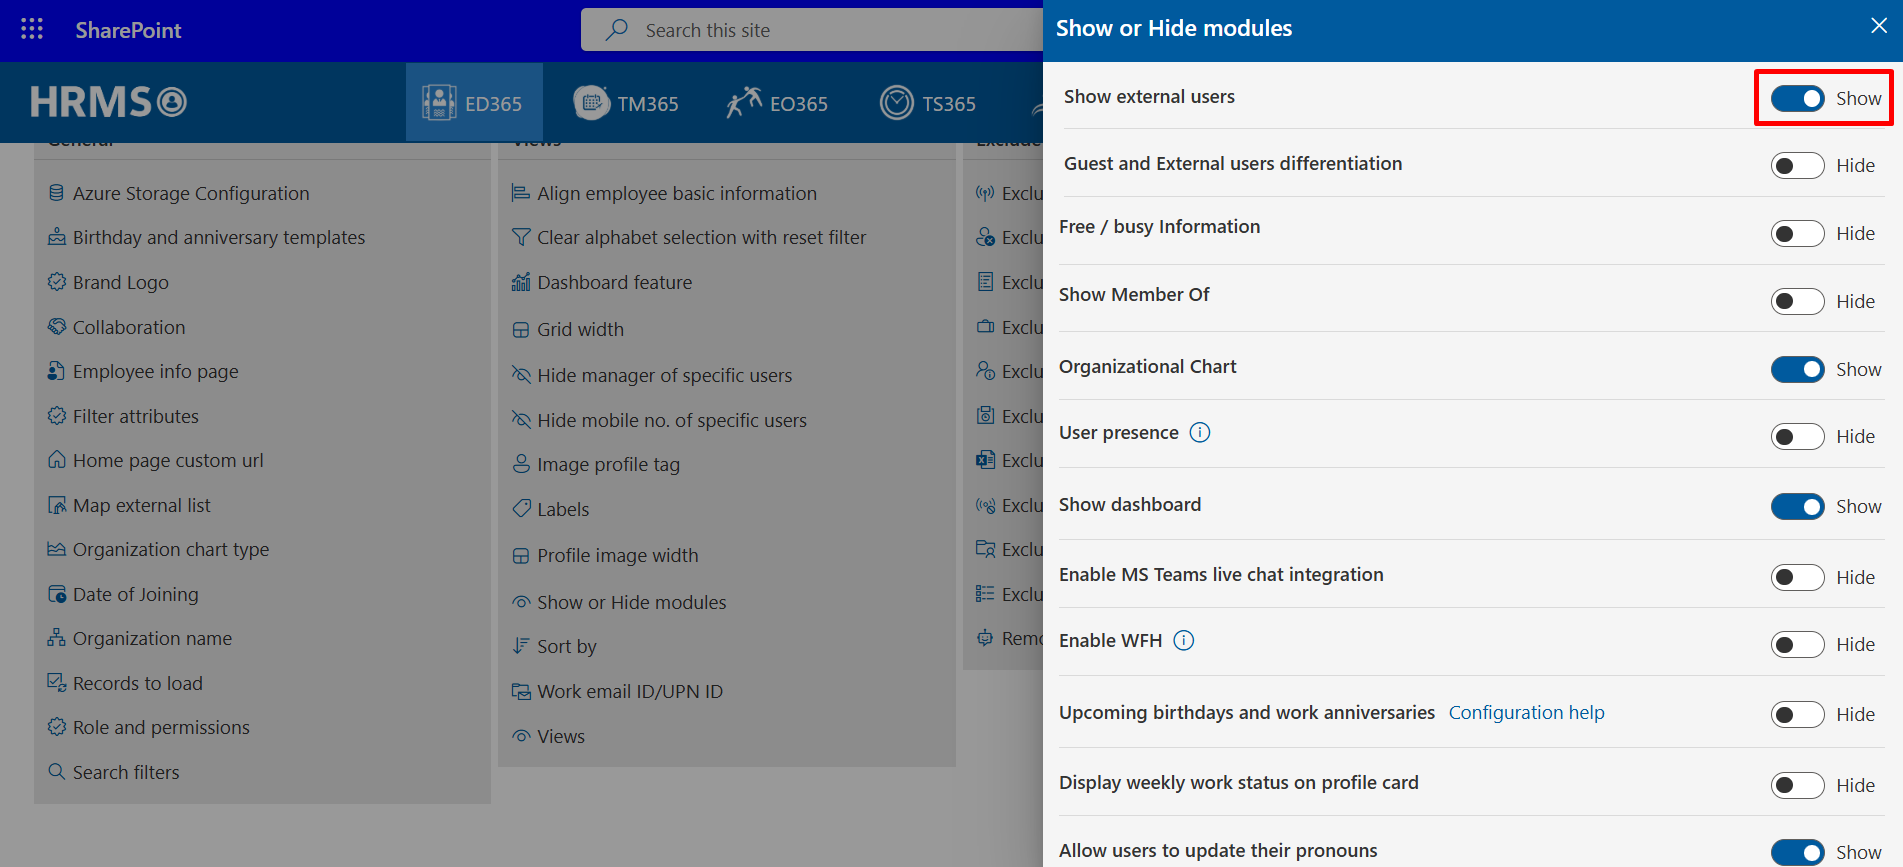 SharePoint
Search this site
Show or Hide modules
HRMS
ED365
TM365
EO365
TS365
General
Views
Azure Storage Configuration
Birthday and anniversary templates
Brand Logo
Collaboration
Employee info page
Filter attributes
Home page custom url
Map external list
Organization chart type
Date of Joining
Organization name
Records to load
Role and permissions
Search filters
Align employee basic information
Clear alphabet selection with reset filter
Dashboard feature
Grid width
Hide manager of specific users
Hide mobile no. of specific users
Image profile tag
Labels
Profile image width
Show or Hide modules
Sort by
Work email ID/UPN ID
Views
Exclude
Exclu
Exclu
Exclu
Exclu
Exclu
Exclu
Exclu
Exclu
Exclu
Exclu
Remo
Show external users Show
Guest and External users differentiation Hide
Free / busy Information Hide
Show Member Of Hide
Organizational Chart Show
User presence Hide
Show dashboard Show
Enable MS Teams live chat integration Hide
Enable WFH Hide
Upcoming birthdays and work anniversaries Configuration help Hide
Display weekly work status on profile card Hide
Allow users to update their pronouns Show